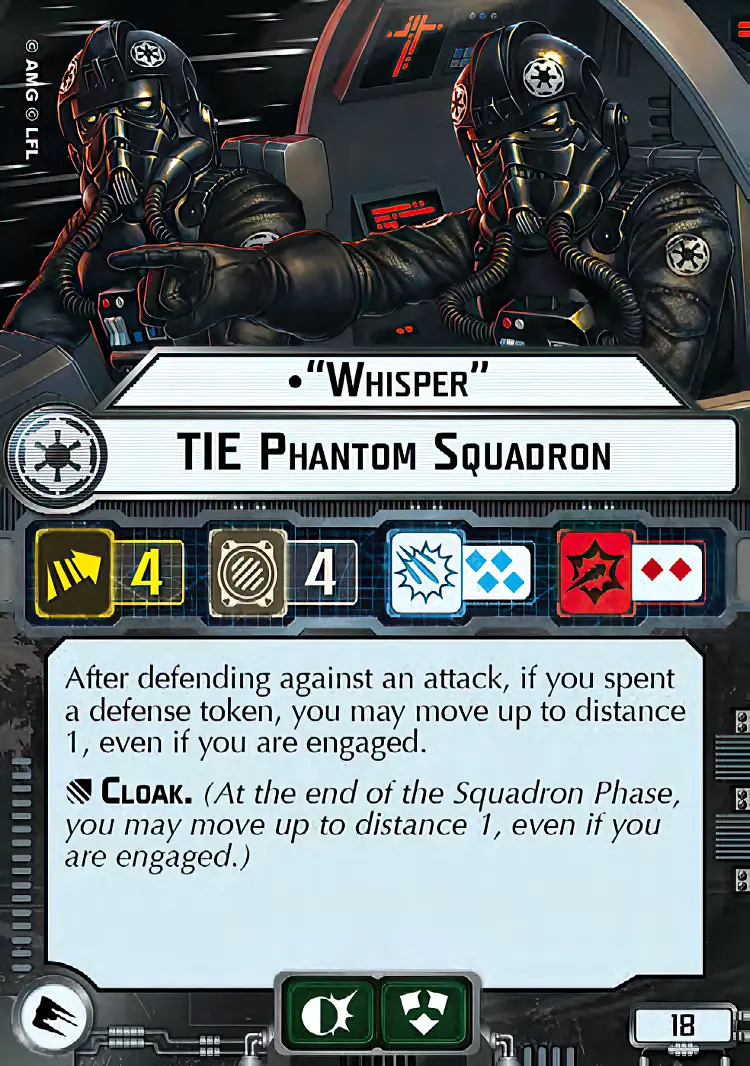 © AMG © LFL
•“Whisper”
TIE Phantom Squadron
4
4
After defending against an attack, if you spent
a defense token, you may move up to distance
1, even if you are engaged.
Cloak. (At the end of the Squadron Phase,
you may move up to distance 1, even if you
are engaged.)
18